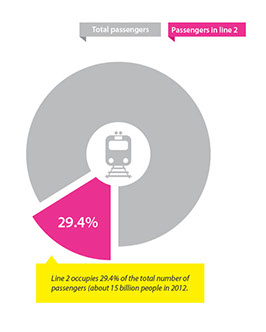 Total passengers
Passengers in line 2
29.4%
Line 2 occupies 29.4% of the total number of
passengers (about 15 billion people in 2012.